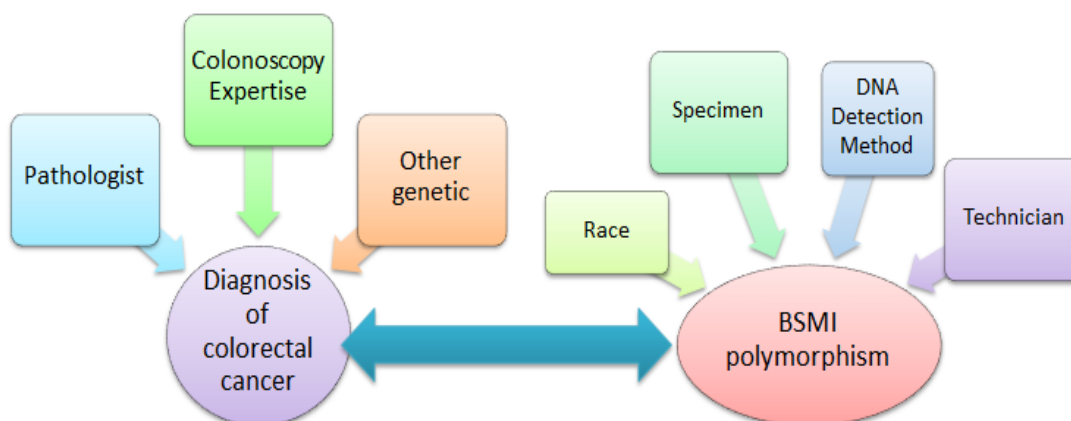 Pathologist
Colonoscopy
Expertise
Other
genetic
Diagnosis
of
colorectal
cancer
Race
Specimen
DNA
Detection
Method
Technician
BSMI
polymorphism